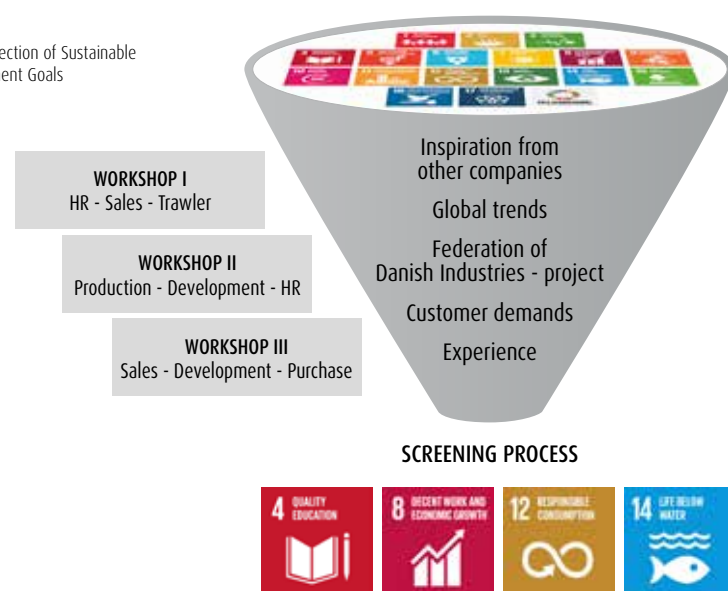 ection of Sustainable
ent Goals
WORKSHOP I
HR - Sales - Trawler
WORKSHOP II
Production - Development - HR
WORKSHOP III
Sales - Development - Purchase
Inspiration from
other companies
Global trends
Federation of
Danish Industries - project
Customer demands
Experience
SCREENING PROCESS
4 QUALITY
EDUCATION
8 DECENT WORK AND
ECONOMIC GROWTH
12 RESPONSIBLE
CONSUMPTION
14 LIFE BELOW
WATER